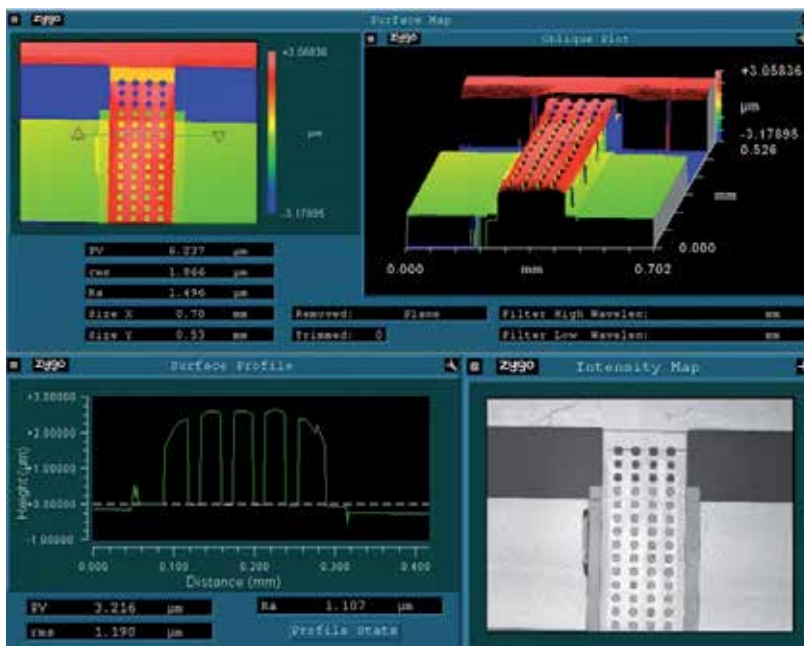 zygo Surface Map
+3.05836
µm
-3.17895
zygo Oblique Plot
+3.05836
µm
-3.17895
0.526
mm
0.000
0.000 mm 0.702
PV 6.237 µm
rms 1.866 µm
Ra 1.496 µm
Size X 0.70 mm
Size Y 0.53 mm
Removed: Plane
Trimmed: 0
Filter High Wavelen: mm
Filter Low Wavelen: mm
zygo Surface Profile
+3.00000
+2.00000
+1.00000
+0.00000
-1.00000
Height (µm)
0.000 0.100 0.200 0.300 0.400
Distance (mm)
PV 3.216 µm
rms 1.190 µm
Ra 1.107 µm
Profile Stats
zygo Intensity Map